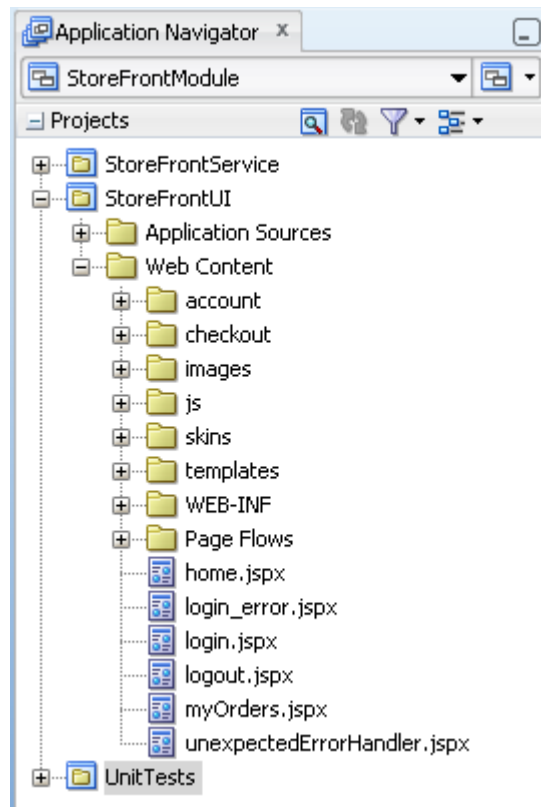 Application Navigator x
StoreFrontModule
Projects
StoreFrontService
StoreFrontUI
Application Sources
Web Content
account
checkout
images
js
skins
templates
WEB-INF
Page Flows
home.jspx
login_error.jspx
login.jspx
logout.jspx
myOrders.jspx
unexpectedErrorHandler.jspx
UnitTests